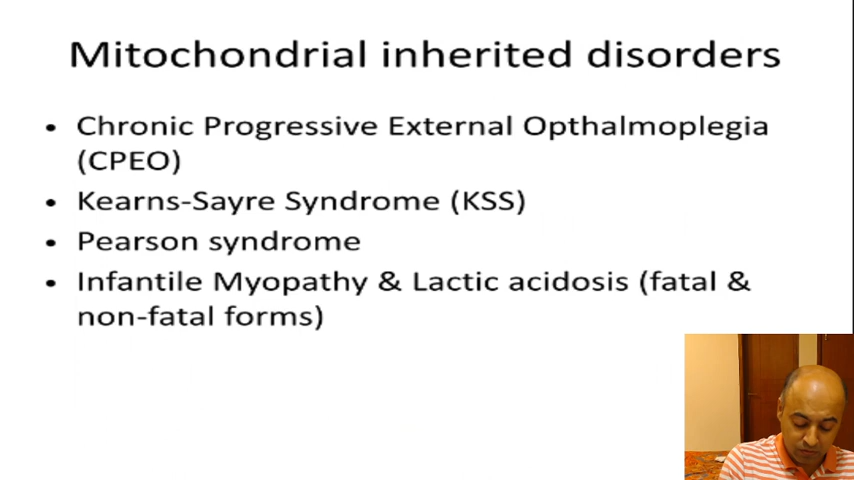 Mitochondrial inherited disorders
• Chronic Progressive External Opthalmoplegia
(CPEO)
• Kearns-Sayre Syndrome (KSS)
• Pearson syndrome
• Infantile Myopathy & Lactic acidosis (fatal &
non-fatal forms)